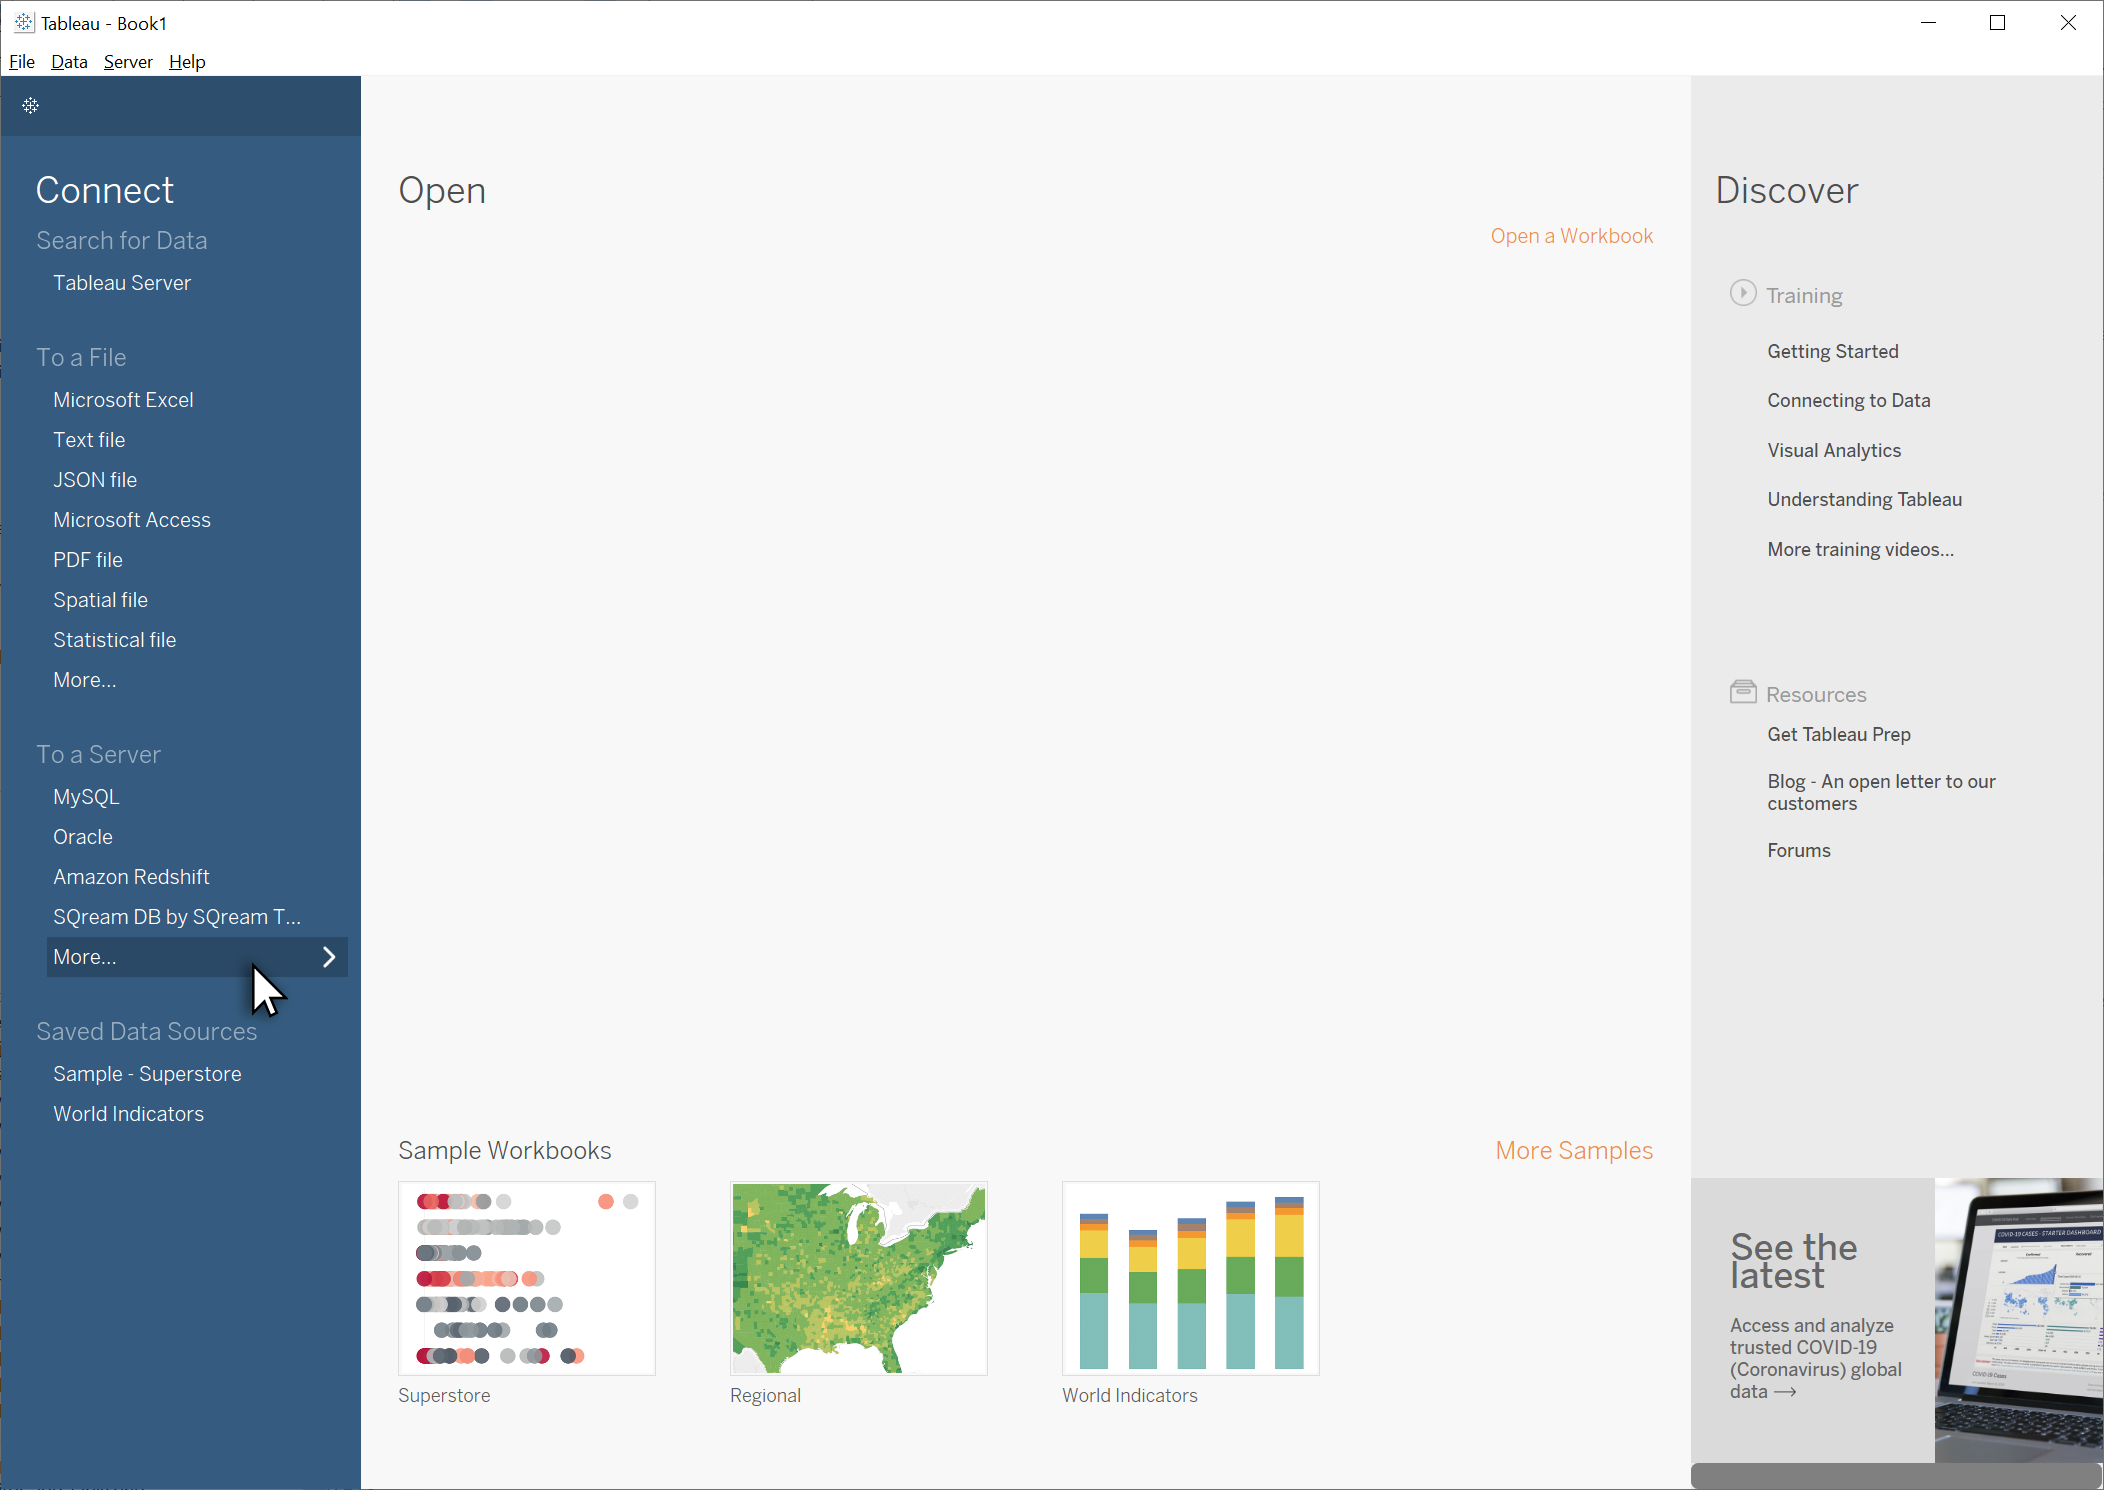 Tableau - Book1
File Data Server Help
Connect
Search for Data
Tableau Server
To a File
Microsoft Excel
Text file
JSON file
Microsoft Access
PDF file
Spatial file
Statistical file
More...
To a Server
MySQL
Oracle
Amazon Redshift
SQream DB by SQream T...
More...
Saved Data Sources
Sample - Superstore
World Indicators
Open
Open a Workbook
Sample Workbooks
More Samples
Superstore
Regional
World Indicators
Discover
Training
Getting Started
Connecting to Data
Visual Analytics
Understanding Tableau
More training videos...
Resources
Get Tableau Prep
Blog - An open letter to our
customers
Forums
See the
latest
Access and analyze
trusted COVID-19
(Coronavirus) global
data →
COVID-19 CASES - STARTER DASHBOARD